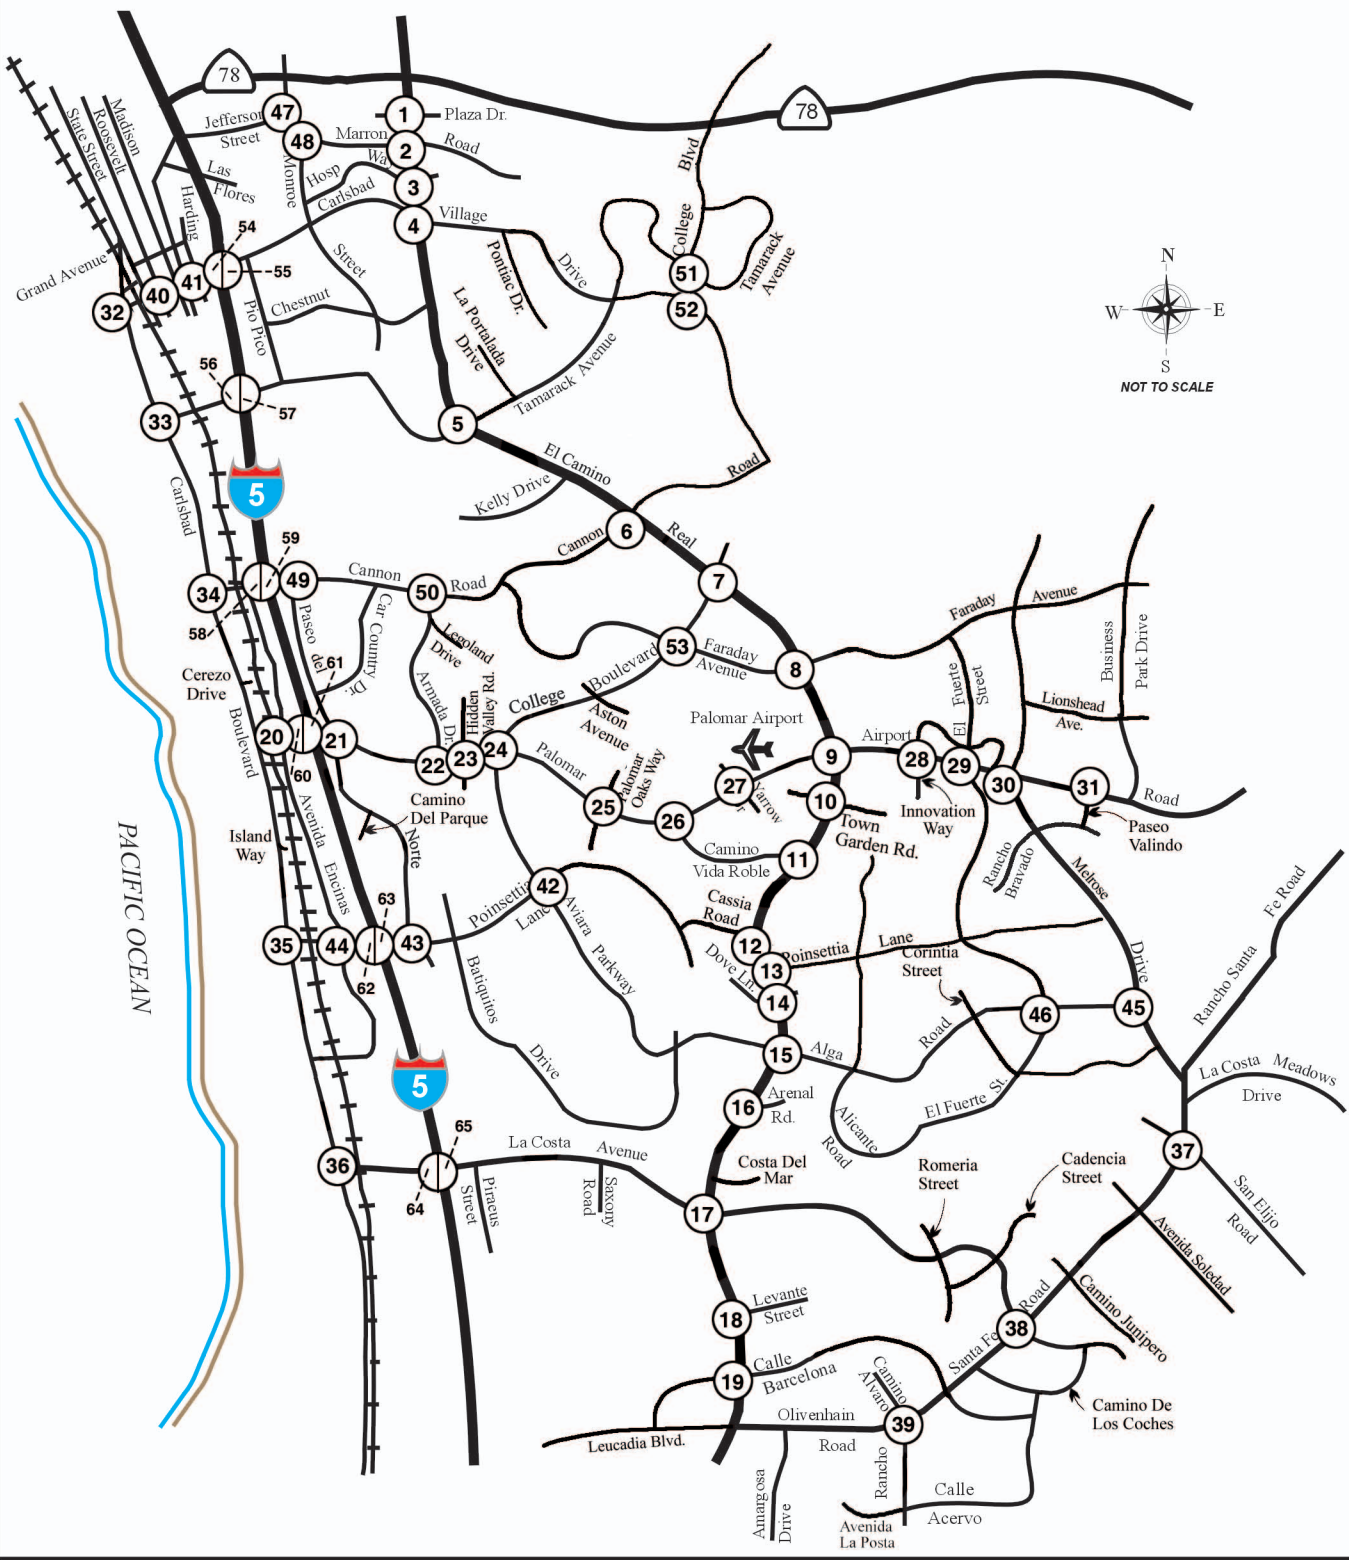 78
78
Jefferson
Street
47
1
Plaza Dr.
48
Marron
2
Road
Madison
Roosevelt
State Street
Las
Flores
Hosp
Way
3
Monroe
Street
Harding
Carlsbad
4
Village
Drive
Pontiac Dr.
Blvd
College
Tamarack
Avenue
51
52
54
55
Grand Avenue
41
40
32
Pio Pico
Chestnut
La Portalada
Drive
Tamarack Avenue
N
W
E
S
NOT TO SCALE
56
57
33
5
El Camino
Real
Kelly Drive
Road
5
Carlsbad
Boulevard
6
Cannon
7
59
34
49
Cannon
50
Road
58
Paseo del
Norte
Car Country
Dr.
Legoland
Drive
53
Faraday
Avenue
8
Faraday
Avenue
Business
Park Drive
61
Cerezo
Drive
Armada Dr.
Hidden
Valley Rd.
College
Boulevard
Aston
Avenue
El Fuerte
Street
Lionshead
Ave.
Palomar Airport
20
21
22
23
24
Palomar
9
Airport
28
29
30
31
Road
60
Camino
Del Parque
Palomar
Oaks Way
25
26
27
Yarrow
Dr
10
Town
Garden Rd.
Innovation
Way
Paseo
Valindo
Rancho
Bravado
Melrose
Drive
Avenida
Encinas
Island
Way
Camino
Vida Roble
11
PACIFIC OCEAN
63
42
Poinsettia
Lane
Aviara
Parkway
Cassia
Road
12
13
Poinsettia
Lane
35
44
43
62
Batiquitos
Drive
Dove Ln.
14
Corintia
Street
Rancho Santa
Fe Road
46
45
15
Alga
Road
5
16
Arenal
Rd.
Alicante
Road
El Fuerte St.
La Costa Meadows
Drive
65
36
La Costa
Avenue
64
Piraeus
Street
Saxony
Road
Costa Del
Mar
17
Romeria
Street
Cadencia
Street
37
San Elijo
Road
Avenida Soledad
18
Levante
Street
38
Road
Santa Fe
Camino Junipero
19
Calle
Barcelona
Camino
Alvaro
Camino De
Los Coches
Leucadia Blvd.
Olivenhain
Road
39
Rancho
Amargosa
Drive
Calle
Acervo
Avenida
La Posta